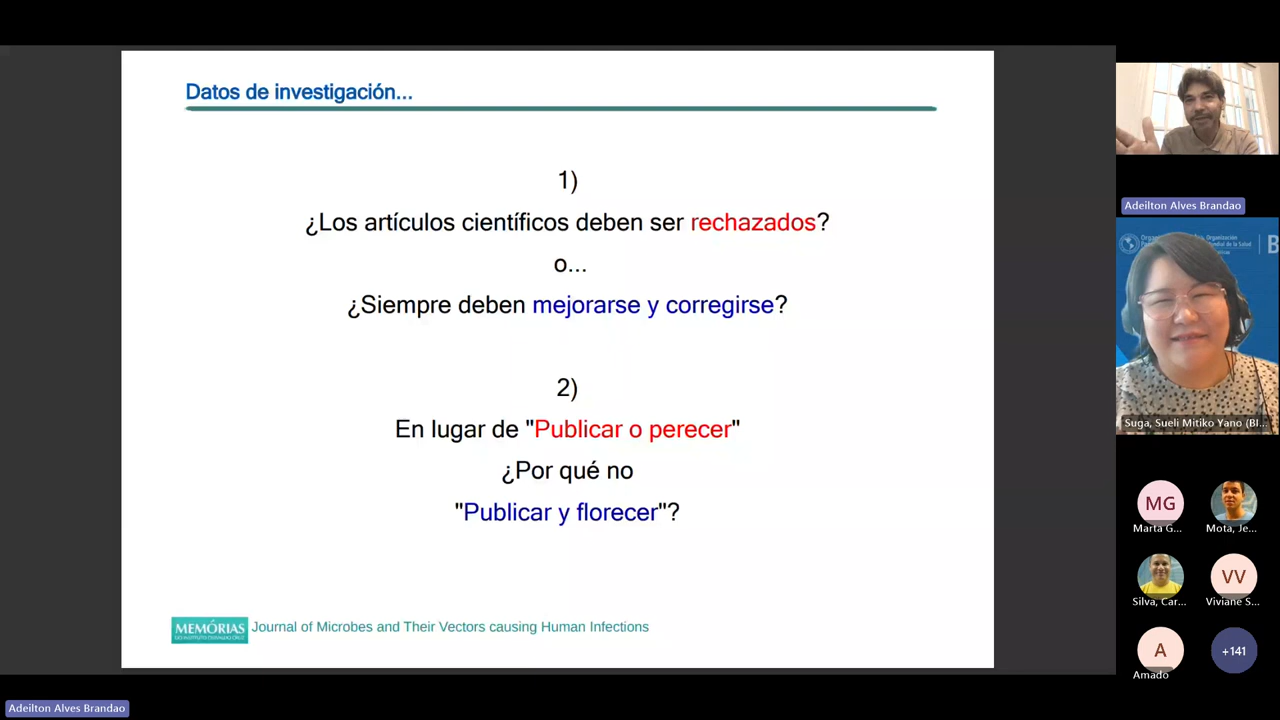 Datos de investigación...
1)
¿Los artículos científicos deben ser rechazados?
o...
¿Siempre deben mejorarse y corregirse?
2)
En lugar de "Publicar o perecer"
¿Por qué no
"Publicar y florecer"?
MEMÓRIAS
Journal of Microbes and Their Vectors causing Human Infections
Adeilton Alves Brandao
Adeilton Alves Brandao
Suga, Sueli Mitiko Yano (BI...
MG
Marta G...
Mota, Je...
Silva, Car...
VV
Viviane S...
A
Amado
+141